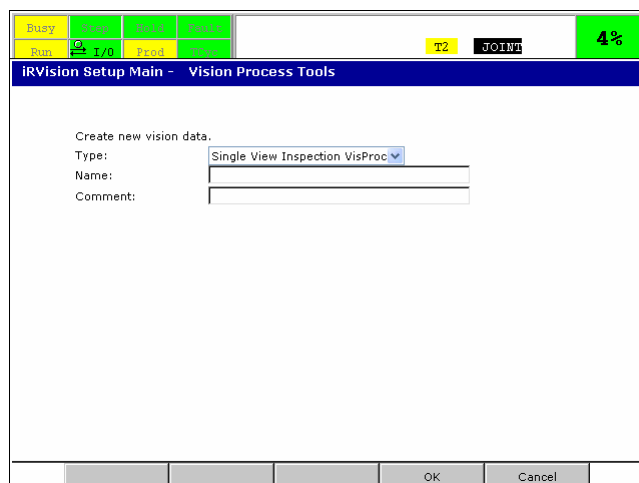 Busy Step Hold Fault
Run I/O Prod TCyc
T2 JOINT 4%
iRVision Setup Main - Vision Process Tools
Create new vision data.
Type: Single View Inspection VisProc
Name:
Comment:
OK Cancel